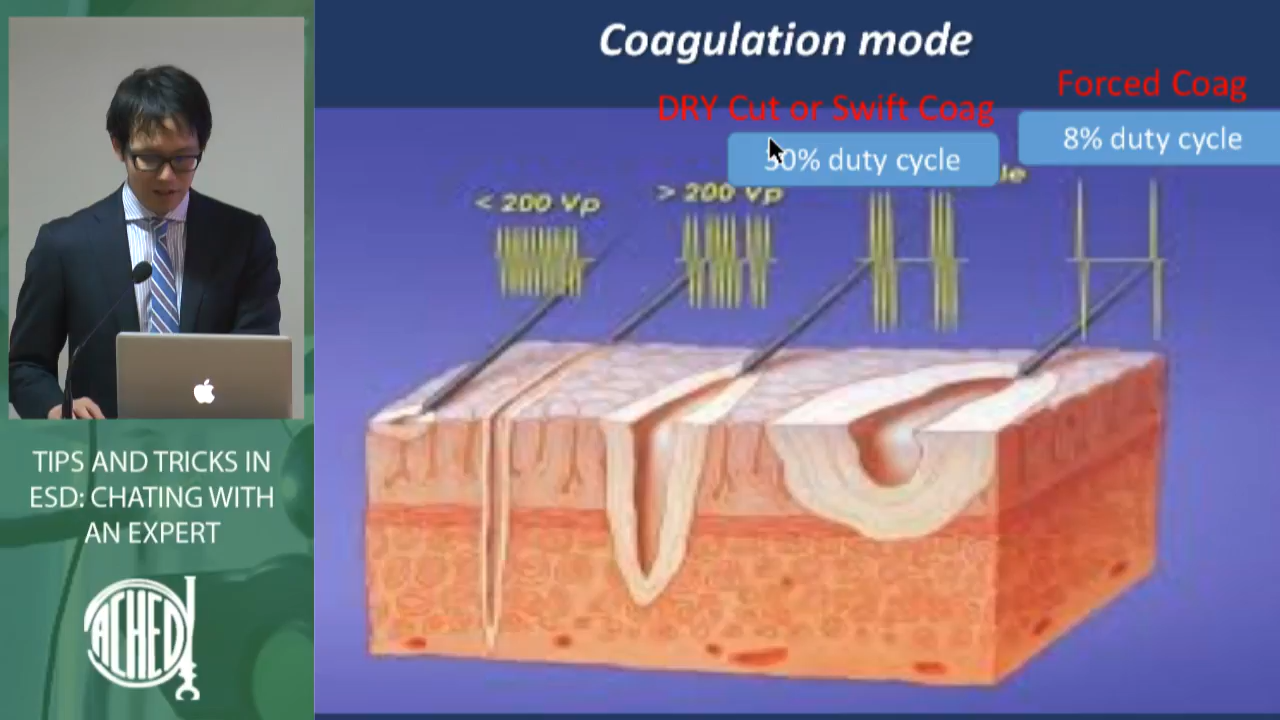 Coagulation mode
Forced Coag
DRY Cut or Swift Coag
8% duty cycle
duty cycle
< 200 Vp
> 200 Vp
TIPS AND TRICKS IN
ESD: CHATING WITH
AN EXPERT
ACHED